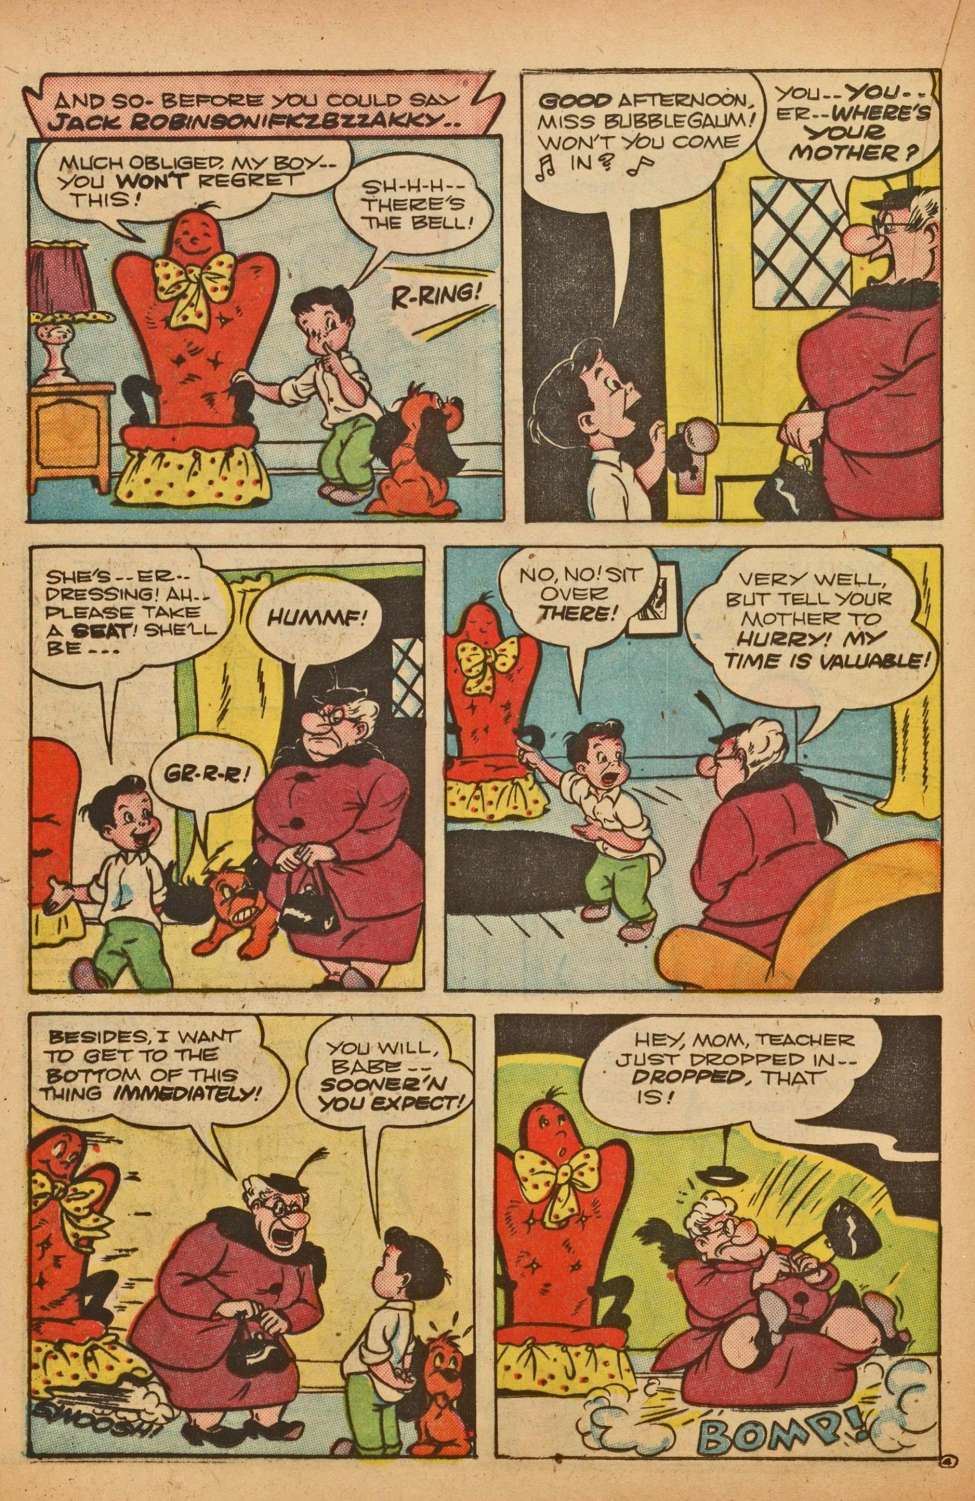 AND SO- BEFORE YOU COULD SAY
JACK ROBINSONIFKZBZZAKKY..
MUCH OBLIGED, MY BOY--
YOU WON'T REGRET
THIS!
SH-H-H--
THERE'S
THE BELL!
R-RING!
GOOD AFTERNOON,
MISS BUBBLEGAUM!
WON'T YOU COME
IN?
YOU--YOU--
ER--WHERE'S
YOUR
MOTHER?
SHE'S--ER--
DRESSING! AH--
PLEASE TAKE
A SEAT! SHE'LL
BE---
HUMMF!
GR-R-R!
NO, NO! SIT
OVER
THERE!
VERY WELL,
BUT TELL YOUR
MOTHER TO
HURRY! MY
TIME IS VALUABLE!
BESIDES, I WANT
TO GET TO THE
BOTTOM OF THIS
THING IMMEDIATELY!
YOU WILL,
BABE--
SOONER'N
YOU EXPECT!
SWOOSH!
HEY, MOM, TEACHER
JUST DROPPED IN--
DROPPED, THAT
IS!
BOMP!
4